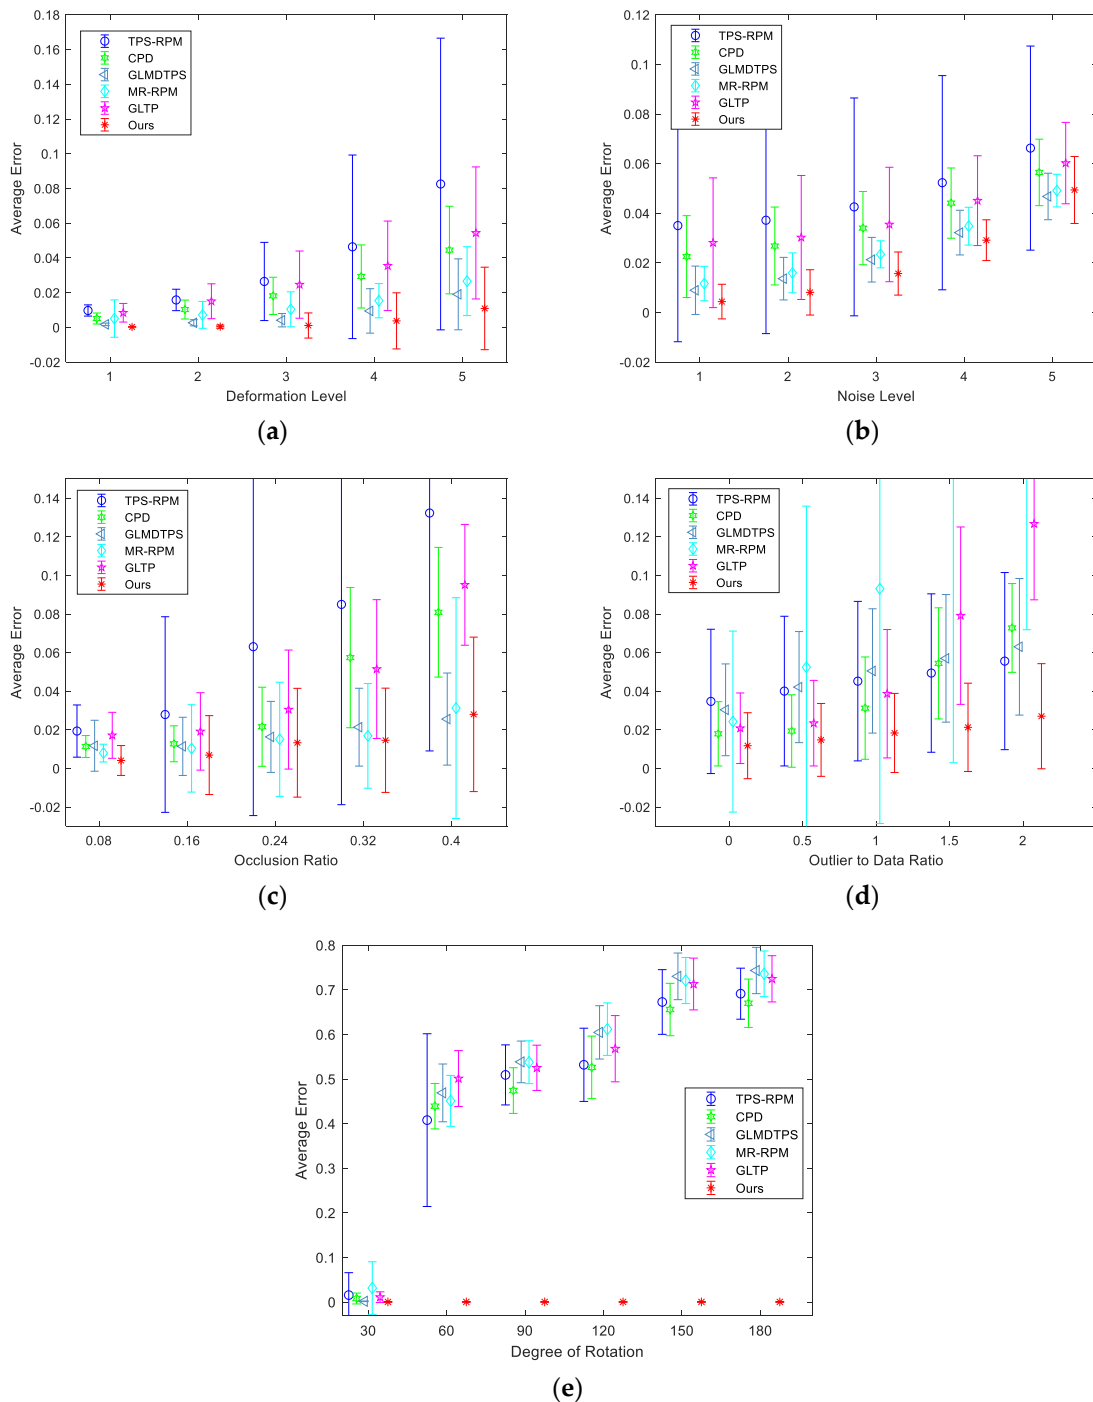 0.18
0.16
0.14
0.12
0.1
0.08
0.06
0.04
0.02
0
-0.02
Average Error
TPS-RPM
CPD
GLMDTPS
MR-RPM
GLTP
Ours
1 2 3 4 5
Deformation Level
(a)
0.12
0.1
0.08
0.06
0.04
0.02
0
-0.02
Average Error
TPS-RPM
CPD
GLMDTPS
MR-RPM
GLTP
Ours
1 2 3 4 5
Noise Level
(b)
0.14
0.12
0.1
0.08
0.06
0.04
0.02
0
-0.02
Average Error
TPS-RPM
CPD
GLMDTPS
MR-RPM
GLTP
Ours
0.08 0.16 0.24 0.32 0.4
Occlusion Ratio
(c)
0.14
0.12
0.1
0.08
0.06
0.04
0.02
0
-0.02
Average Error
TPS-RPM
CPD
GLMDTPS
MR-RPM
GLTP
Ours
0 0.5 1 1.5 2
Outlier to Data Ratio
(d)
0.8
0.7
0.6
0.5
0.4
0.3
0.2
0.1
0
Average Error
TPS-RPM
CPD
GLMDTPS
MR-RPM
GLTP
Ours
30 60 90 120 150 180
Degree of Rotation
(e)